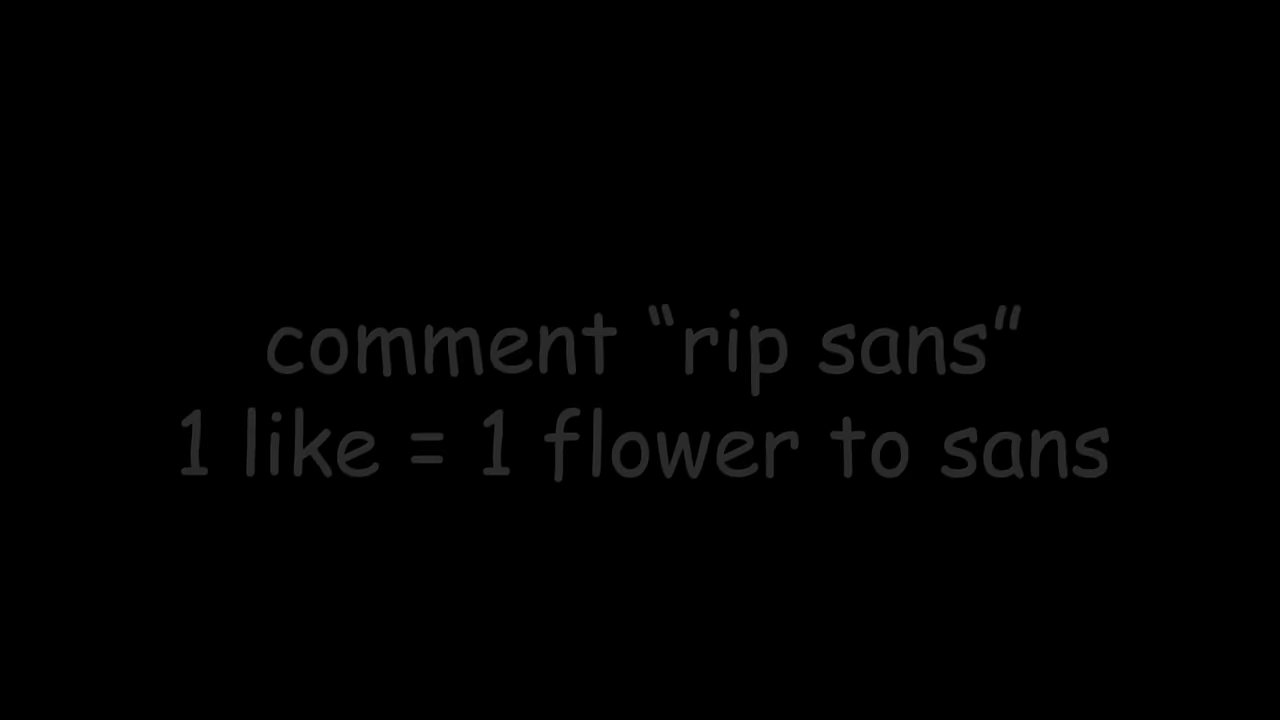 comment “rip sans”
1 like = 1 flower to sans